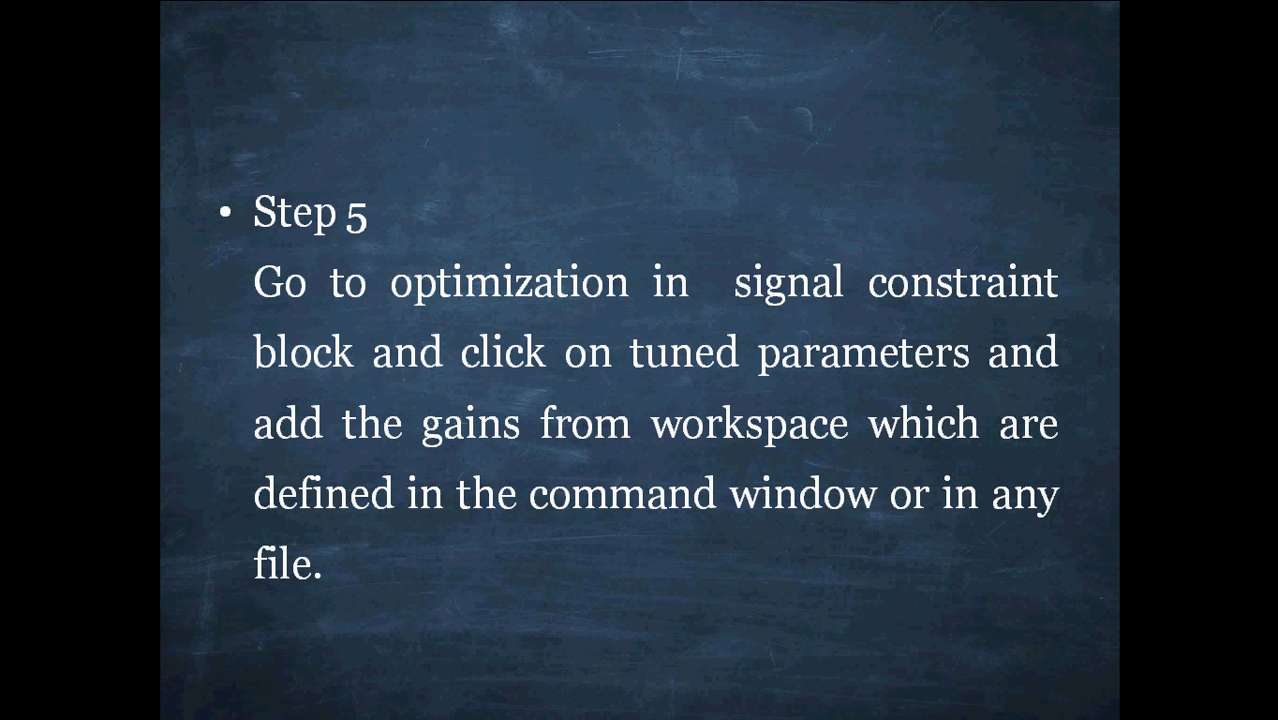 • Step 5
Go to optimization in signal constraint
block and click on tuned parameters and
add the gains from workspace which are
defined in the command window or in any
file.